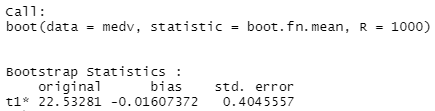 Call:
boot(data = medv, statistic = boot.fn.mean, R = 1000)
Bootstrap Statistics :
original bias std. error
t1* 22.53281 -0.01607372 0.4045557